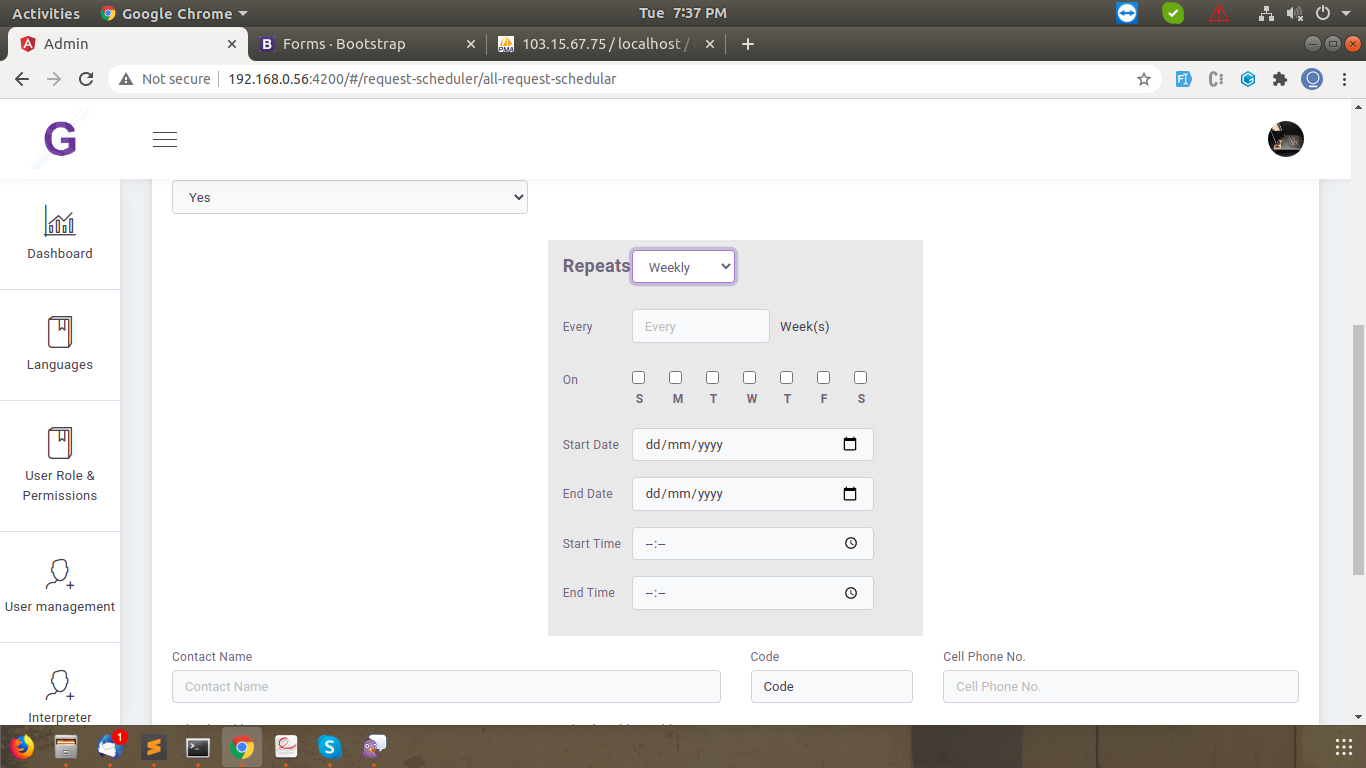 Activities Google Chrome Tue 7:37 PM
Admin Forms · Bootstrap 103.15.67.75 / localhost /
Not secure 192.168.0.56:4200/#/request-scheduler/all-request-schedular
G
Yes
Dashboard
Languages
User Role &
Permissions
User management
Interpreter
Repeats Weekly
Every Every Week(s)
On
S M T W T F S
Start Date dd/mm/yyyy
End Date dd/mm/yyyy
Start Time --:--
End Time --:--
Contact Name Code Cell Phone No.
Contact Name Code Cell Phone No.
1